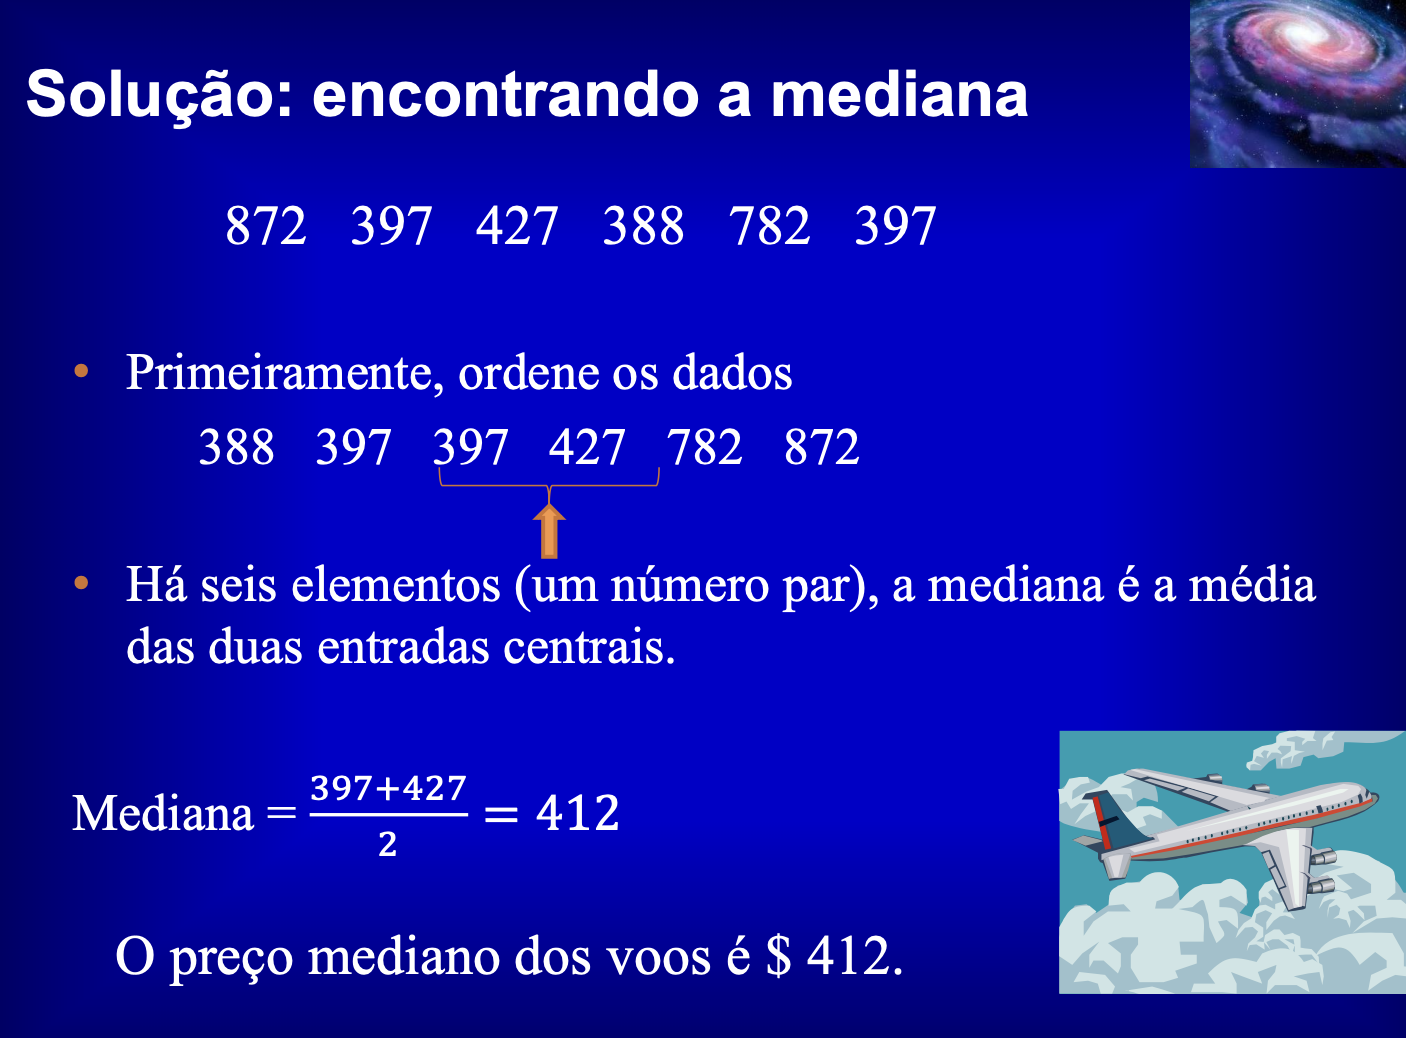 Solução: encontrando a mediana
872 397 427 388 782 397
• Primeiramente, ordene os dados
388 397 397 427 782 872
• Há seis elementos (um número par), a mediana é a média
das duas entradas centrais.
Mediana = \frac{397+427}{2} = 412
O preço mediano dos voos é $ 412.